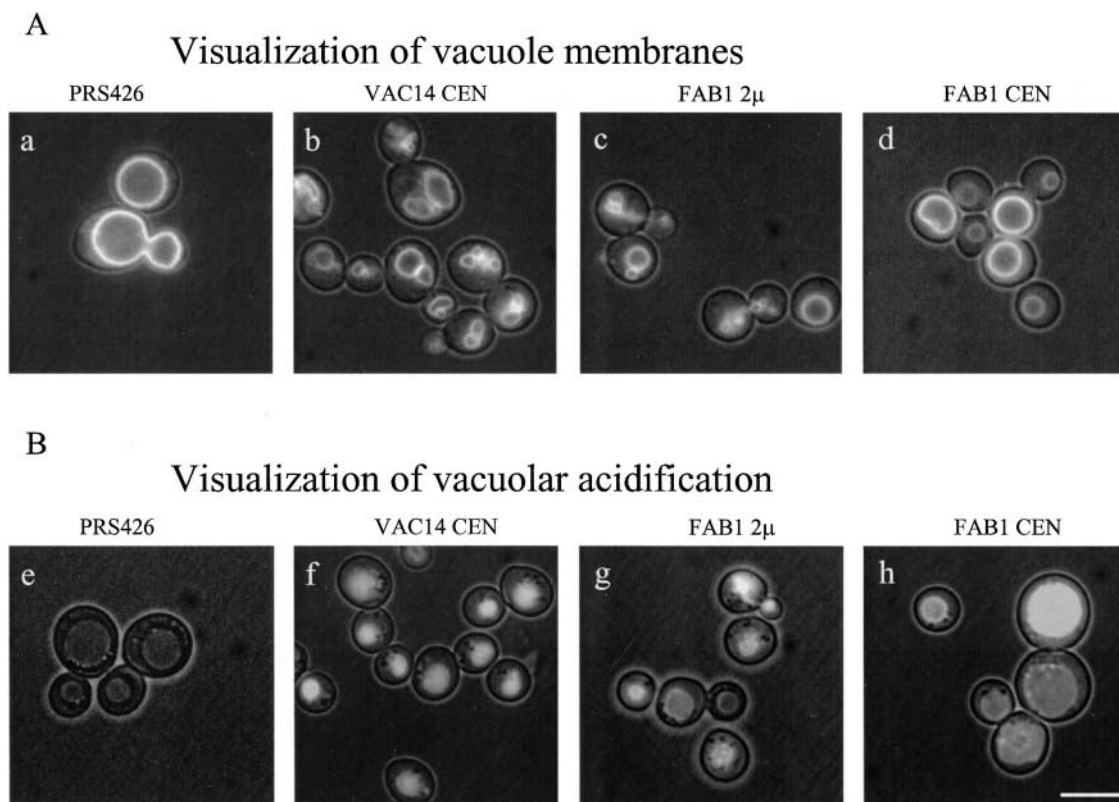 A
Visualization of vacuole membranes
PRS426 VAC14 CEN FAB1 2μ FAB1 CEN
a b c d
B
Visualization of vacuolar acidification
PRS426 VAC14 CEN FAB1 2μ FAB1 CEN
e f g h